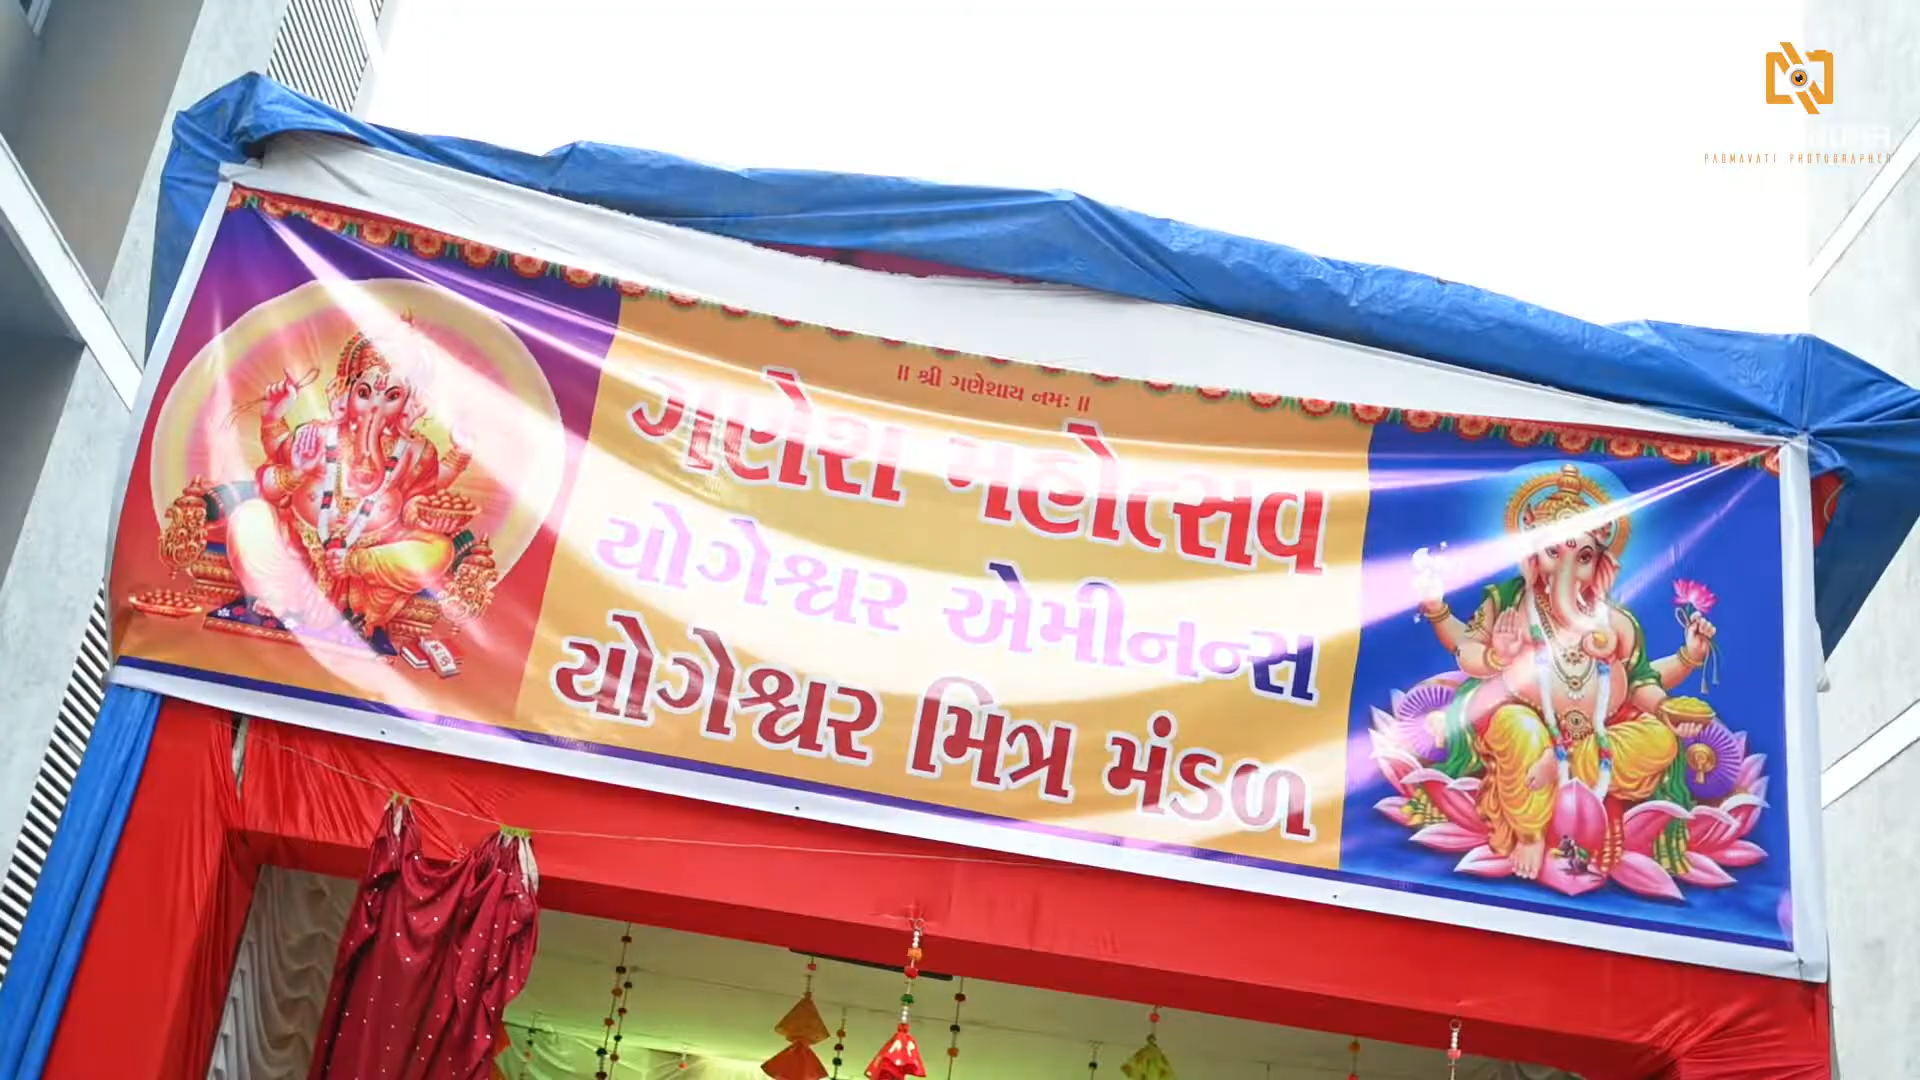 ॥ શ્રી ગણેશાય નમઃ ॥
ગણેશ મહોત્સવ
યોગેશ્વર એમીનન્સ
યોગેશ્વર મિત્ર મંડળ
PADMAVATI PHOTOGRAPHER